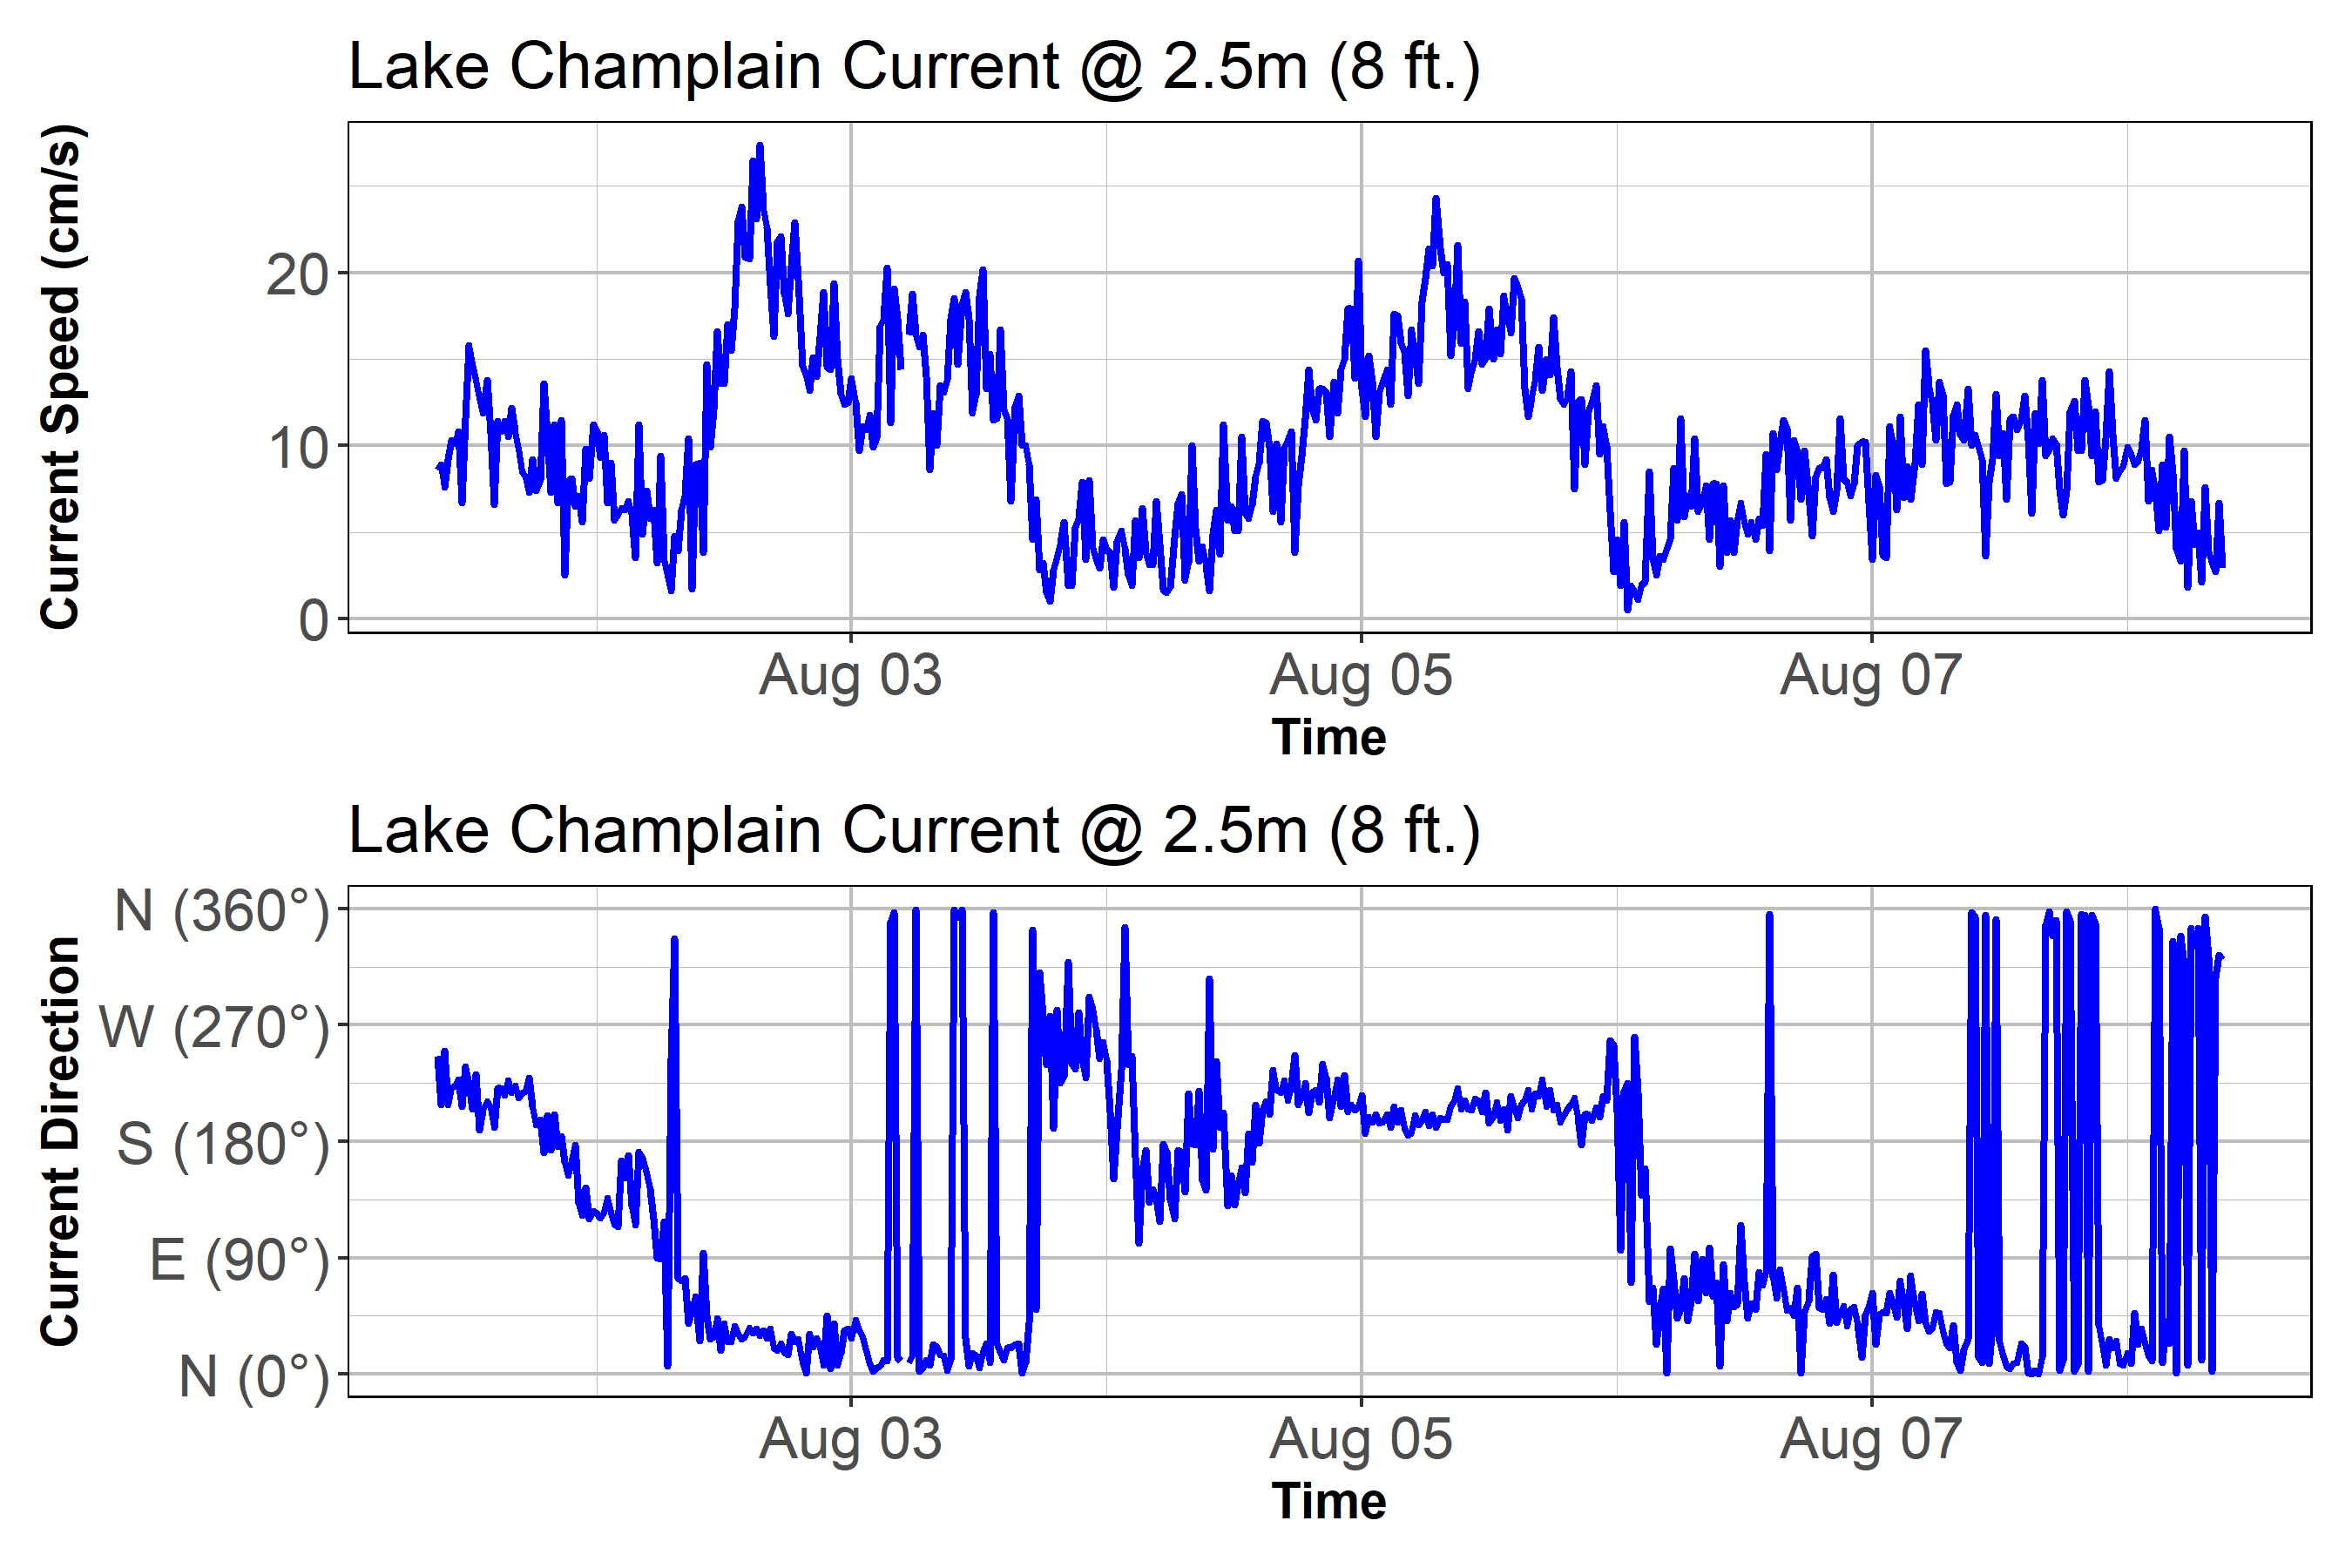 Lake Champlain Current @ 2.5m (8 ft.)
Current Speed (cm/s)
20
10
0
Aug 03 Aug 05 Aug 07
Time
Lake Champlain Current @ 2.5m (8 ft.)
Current Direction
N (360°)
W (270°)
S (180°)
E (90°)
N (0°)
Aug 03 Aug 05 Aug 07
Time